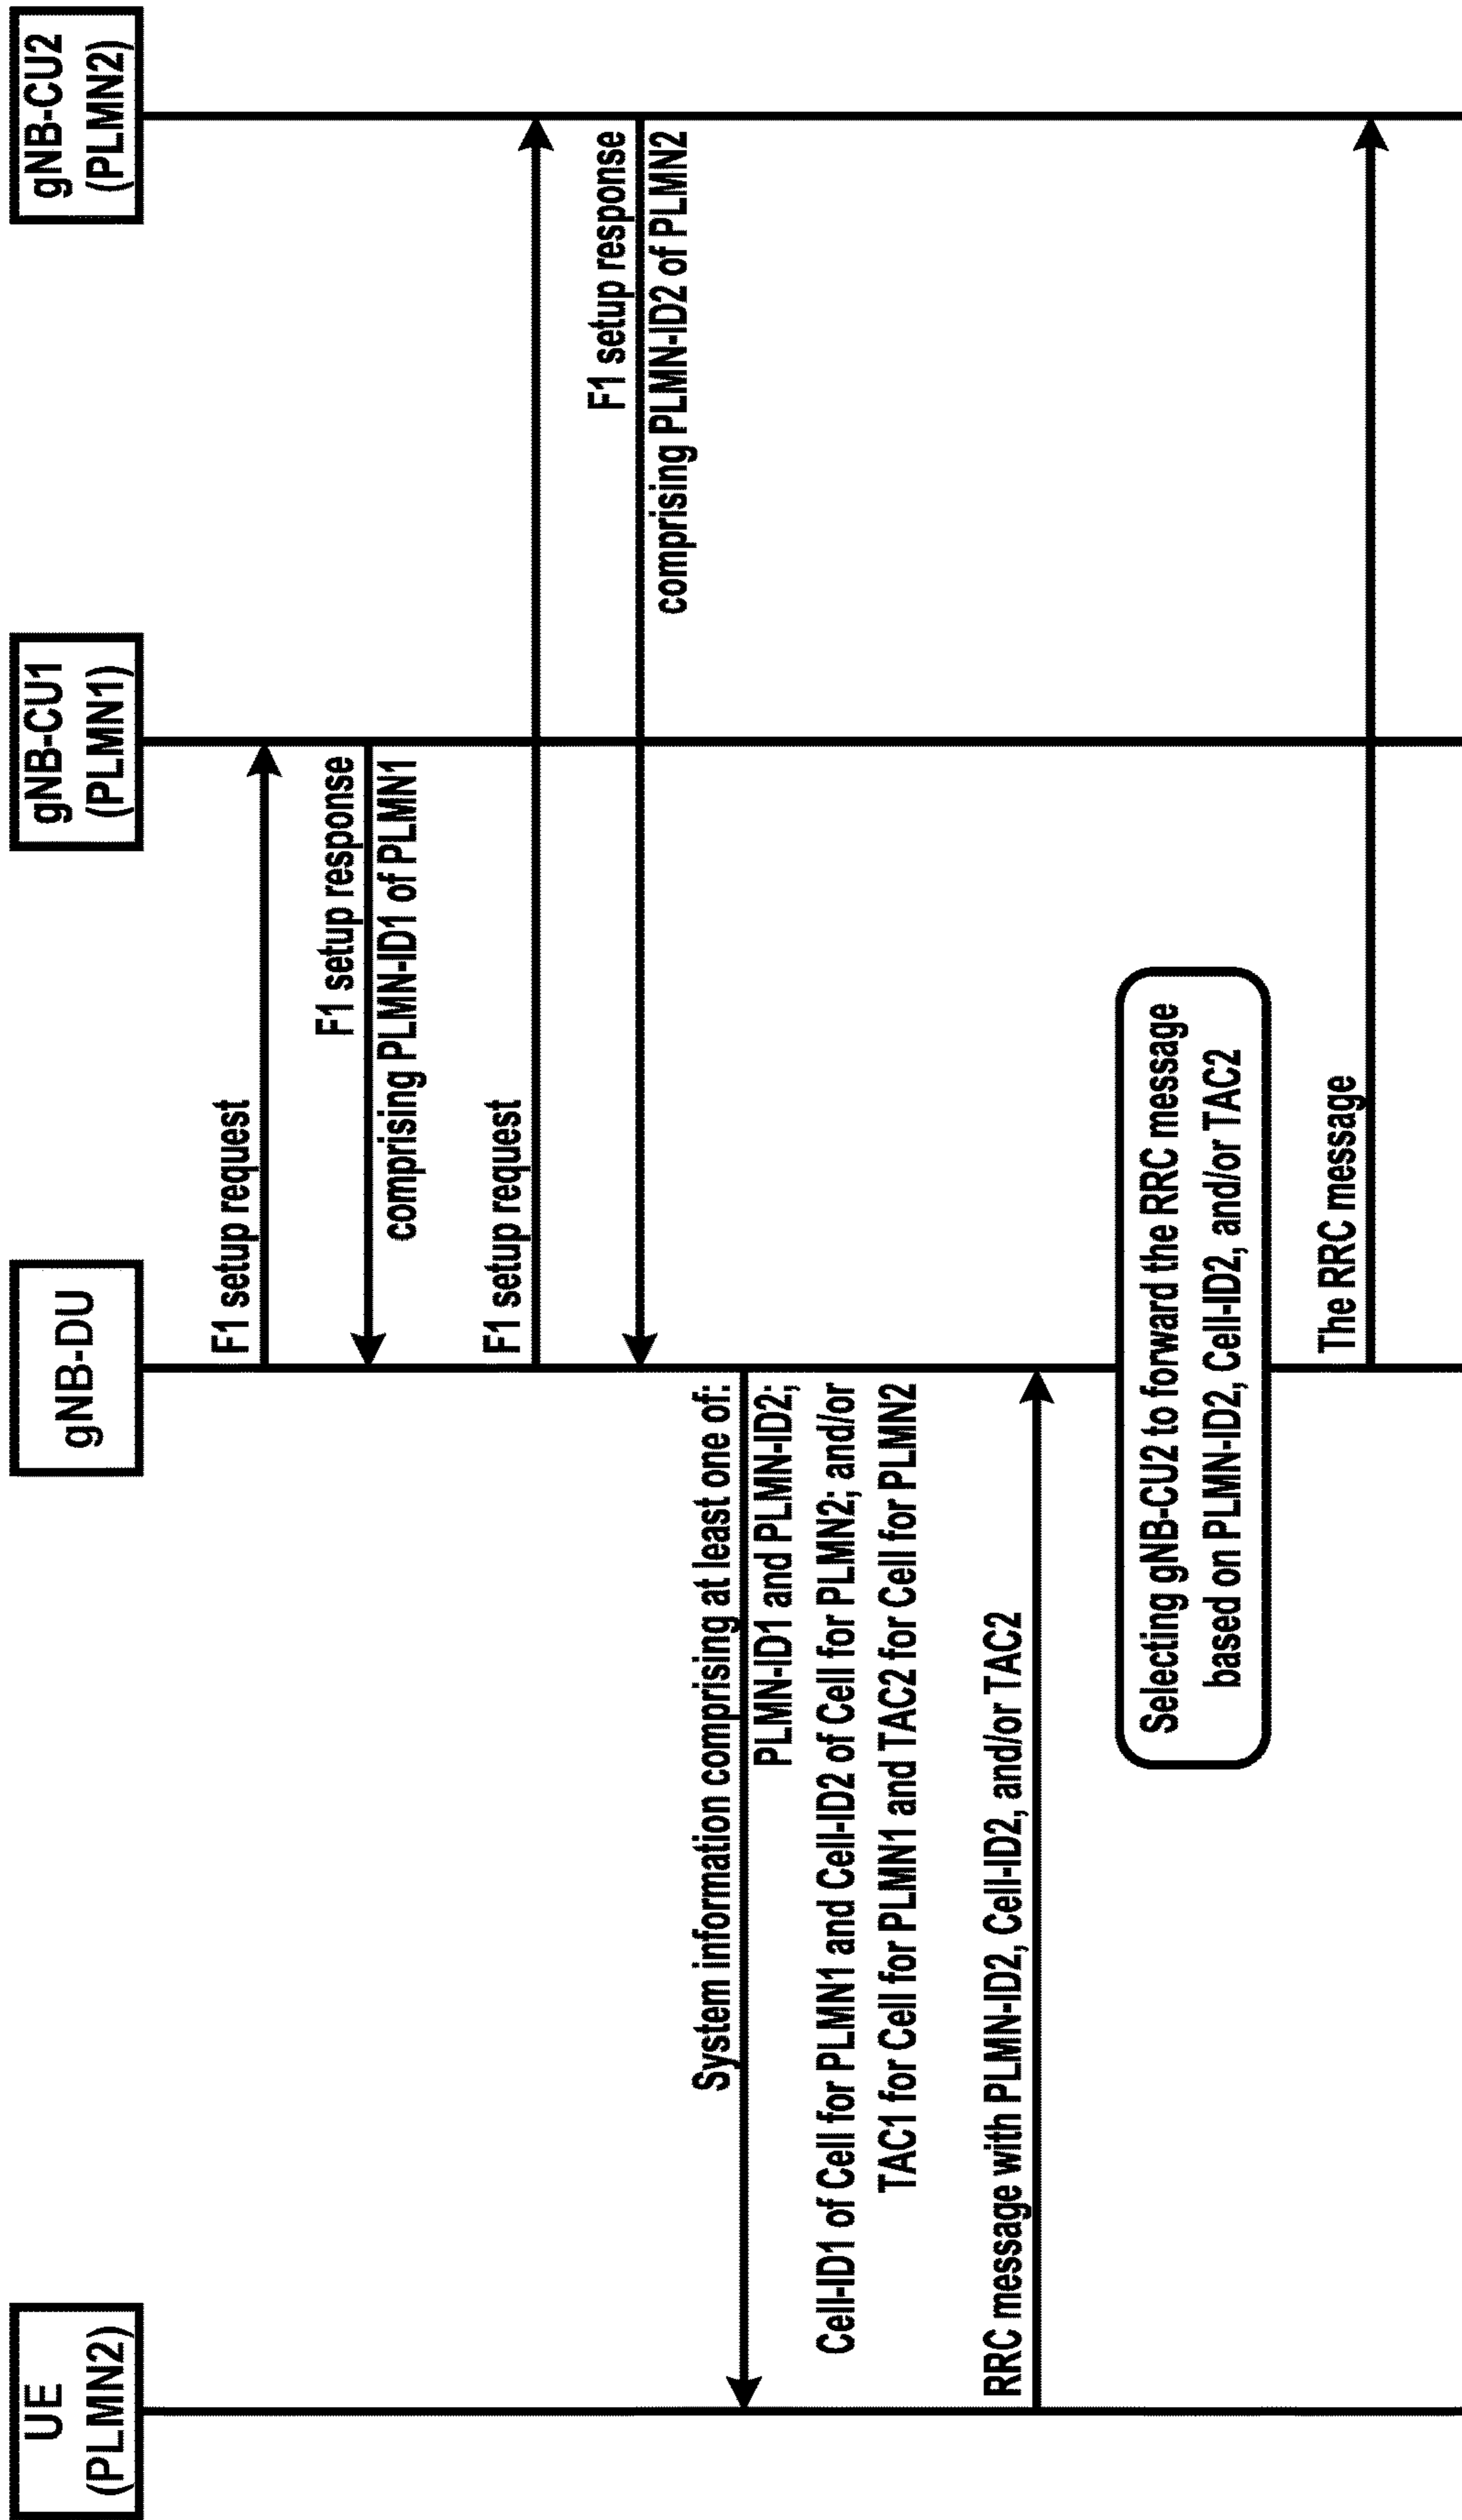 UE
(PLMN2)
gNB-DU
gNB-CU1
(PLMN1)
gNB-CU2
(PLMN2)
F1 setup request
F1 setup response
comprising PLMN-ID1 of PLMN1
F1 setup request
F1 setup response
comprising PLMN-ID2 of PLMN2
System information comprising at least one of:
PLMN-ID1 and PLMN-ID2;
Cell-ID1 of Cell for PLMN1 and Cell-ID2 of Cell for PLMN2; and/or
TAC1 for Cell for PLMN1 and TAC2 for Cell for PLMN2
RRC message with PLMN-ID2, Cell-ID2, and/or TAC2
Selecting gNB-CU2 to forward the RRC message
based on PLMN-ID2, Cell-ID2, and/or TAC2
The RRC message